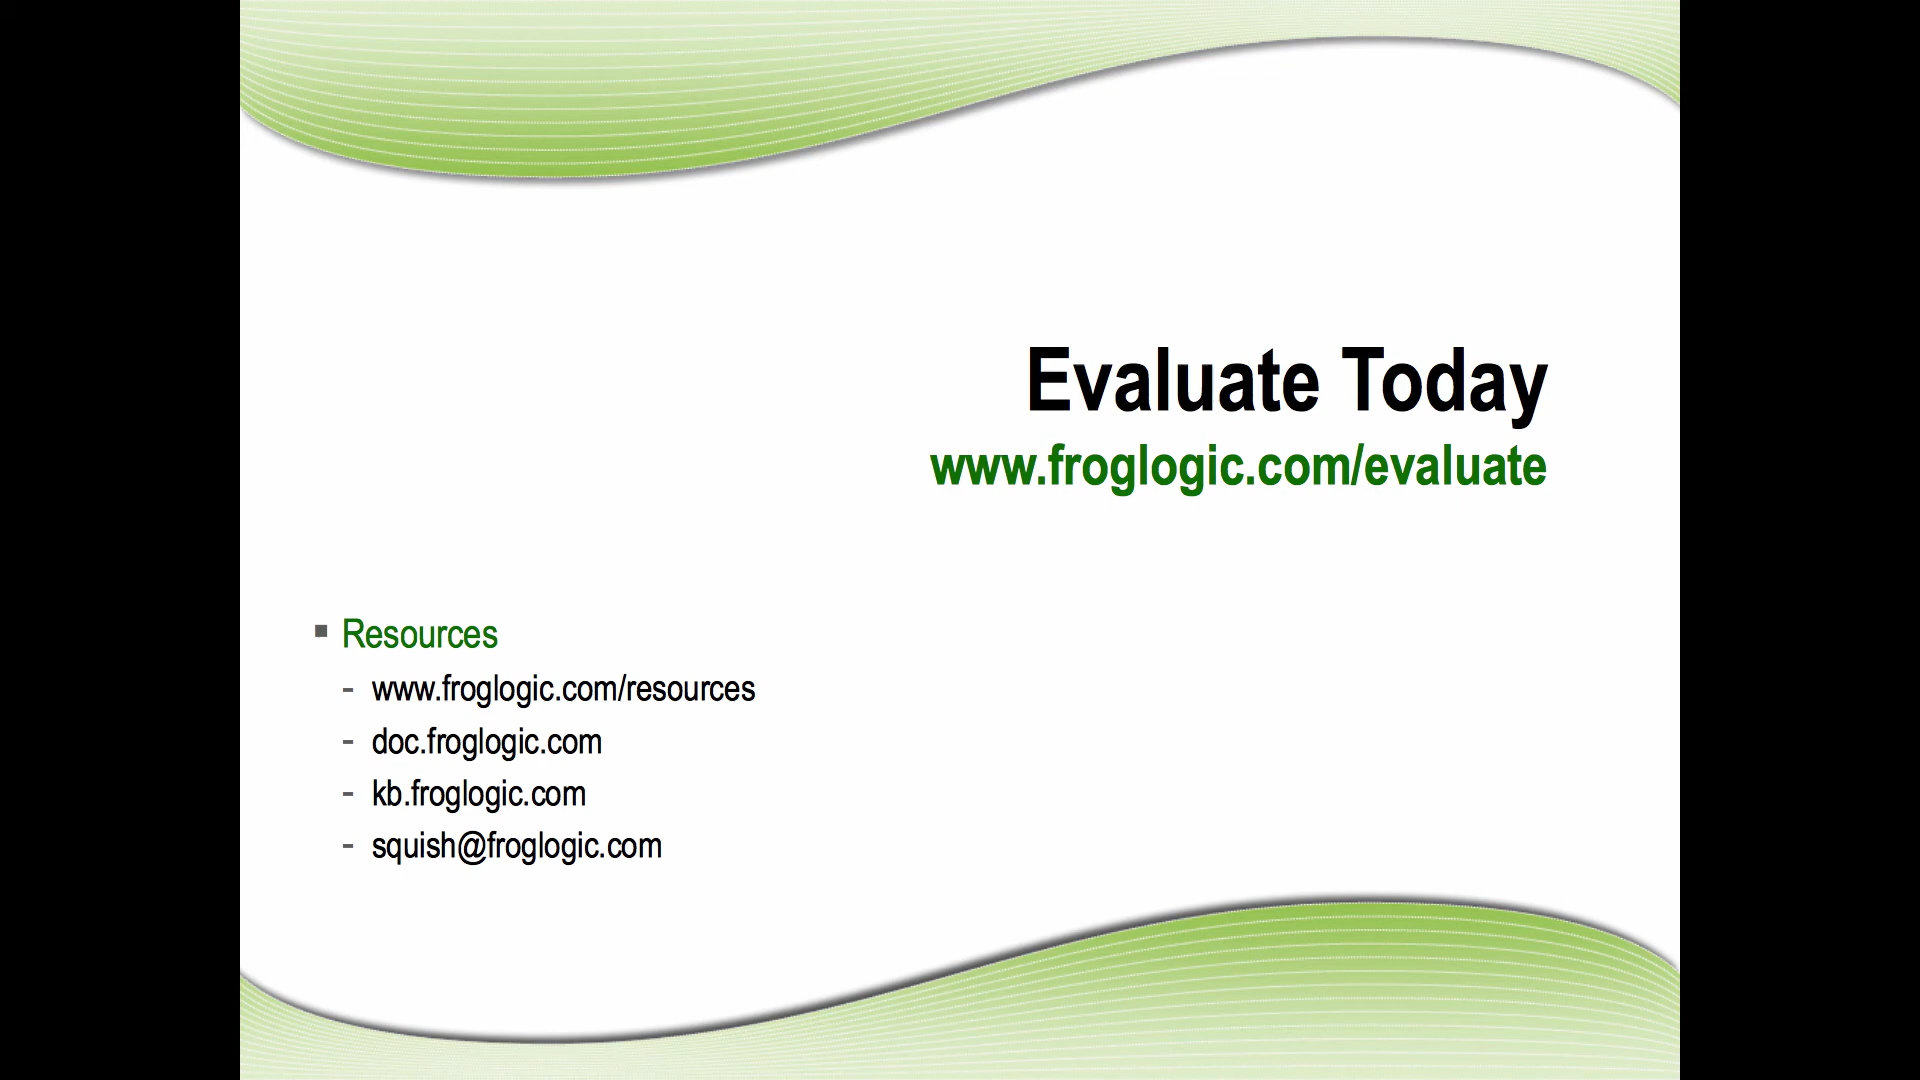 Evaluate Today
www.froglogic.com/evaluate
▪ Resources
- www.froglogic.com/resources
- doc.froglogic.com
- kb.froglogic.com
- squish@froglogic.com